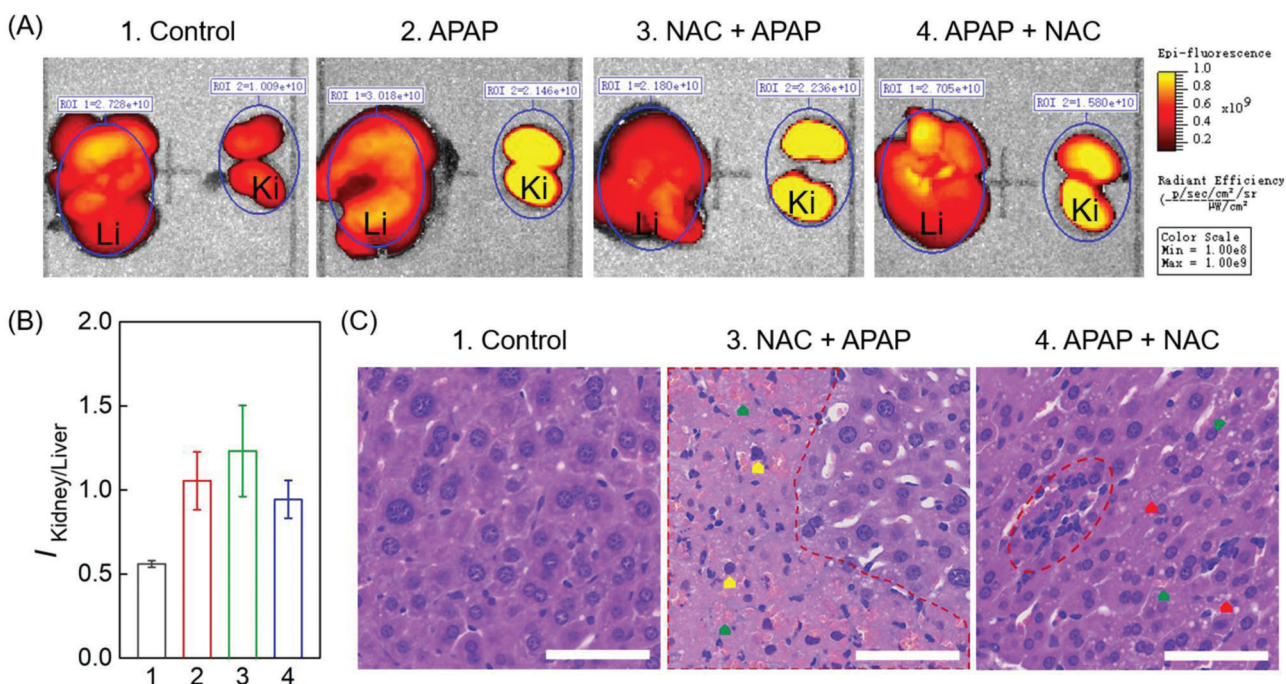 (A)
1. Control
2. APAP
3. NAC + APAP
4. APAP + NAC
ROI 1=2.728e+10
ROI 2=1.009e+10
Li
Ki
ROI 1=3.018e+10
ROI 2=2.146e+10
Li
Ki
ROI 1=2.180e+10
ROI 2=2.236e+10
Li
Ki
ROI 1=2.705e+10
ROI 2=1.580e+10
Li
Ki
Epi-fluorescence
1.0
0.8
0.6
0.4
0.2
x10⁹
Radiant Efficiency
(p/sec/cm²/sr
μW/cm²
Color Scale
Min = 1.00e8
Max = 1.00e9
(B)
I Kidney/Liver
2.0
1.5
1.0
0.5
0.0
1 2 3 4
(C)
1. Control
3. NAC + APAP
4. APAP + NAC